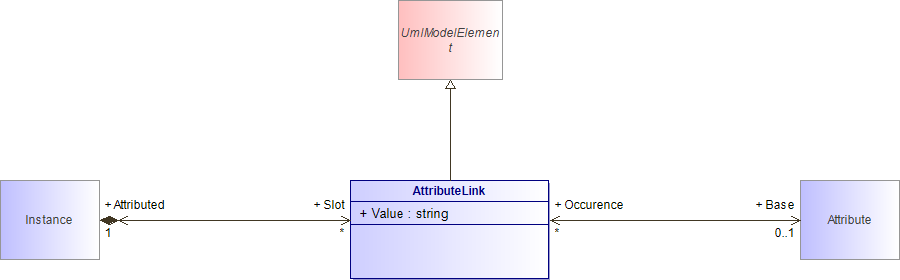 UmlModelElemen
t
AttributeLink
+ Value : string
Instance
+ Attributed
1
+ Slot
*
+ Occurence
*
+ Base
0..1
Attribute